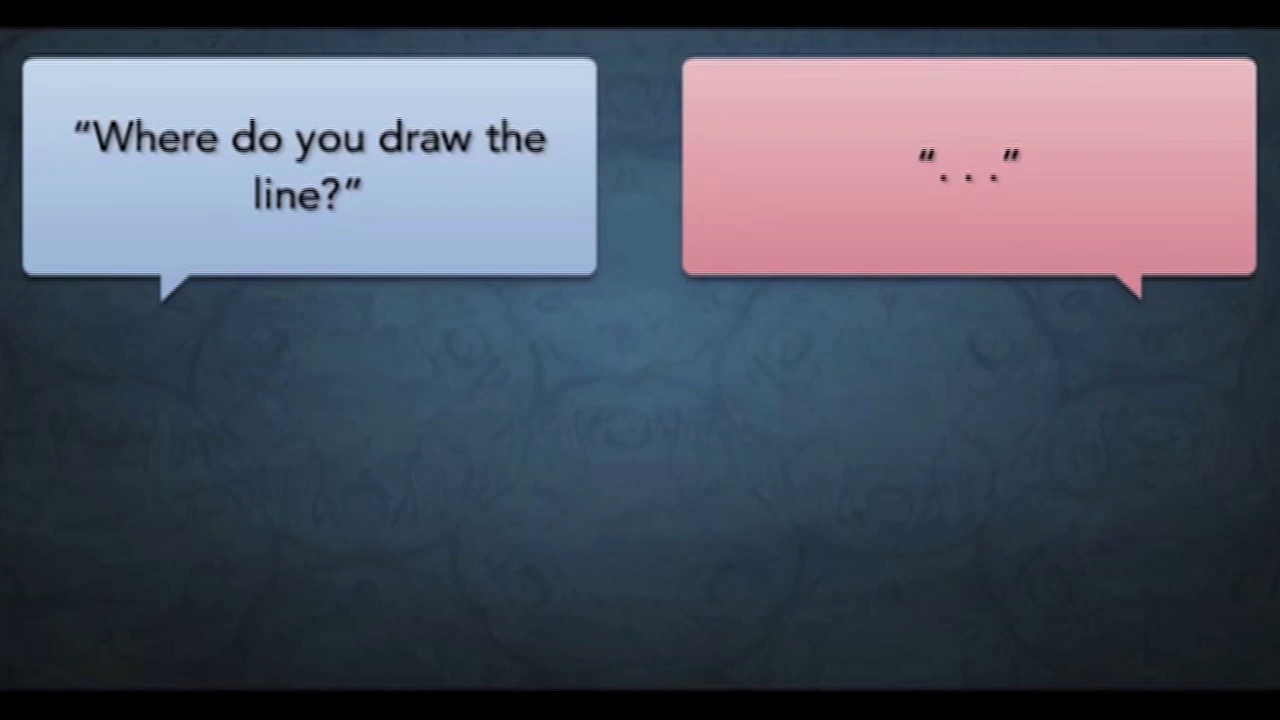 “Where do you draw the
line?”
“. . .”